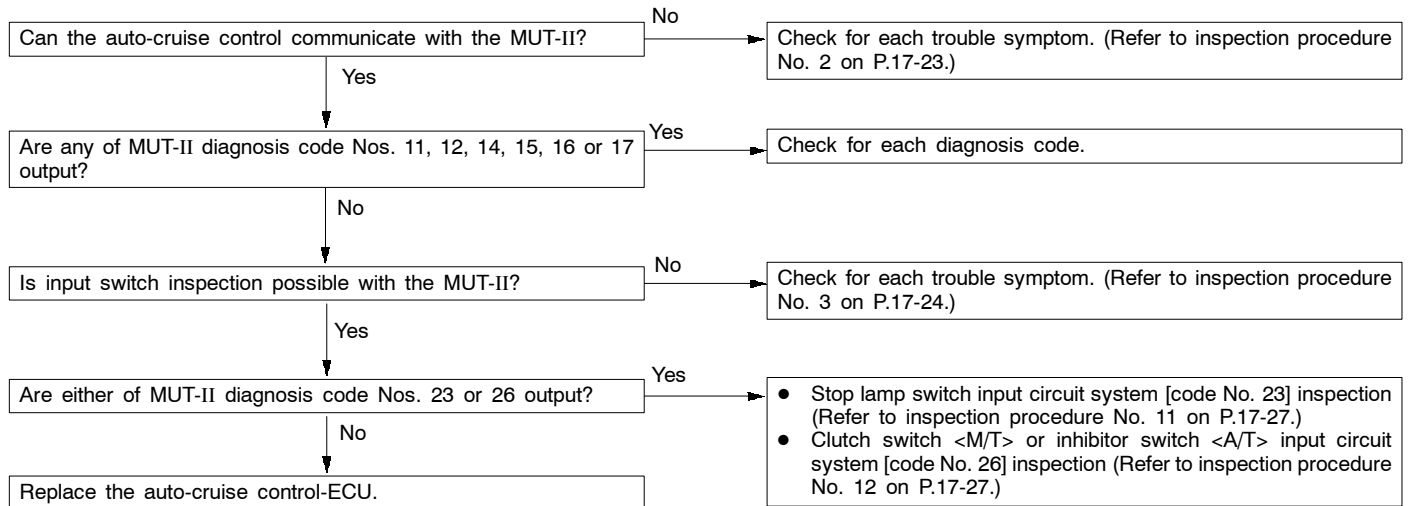 Can the auto-cruise control communicate with the MUT-II?
No
Check for each trouble symptom. (Refer to inspection procedure
No. 2 on P.17-23.)
Yes
Are any of MUT-II diagnosis code Nos. 11, 12, 14, 15, 16 or 17
output?
Yes
Check for each diagnosis code.
No
Is input switch inspection possible with the MUT-II?
No
Check for each trouble symptom. (Refer to inspection procedure
No. 3 on P.17-24.)
Yes
Are either of MUT-II diagnosis code Nos. 23 or 26 output?
Yes
● Stop lamp switch input circuit system [code No. 23] inspection
(Refer to inspection procedure No. 11 on P.17-27.)
● Clutch switch <M/T> or inhibitor switch <A/T> input circuit
system [code No. 26] inspection (Refer to inspection procedure
No. 12 on P.17-27.)
No
Replace the auto-cruise control-ECU.